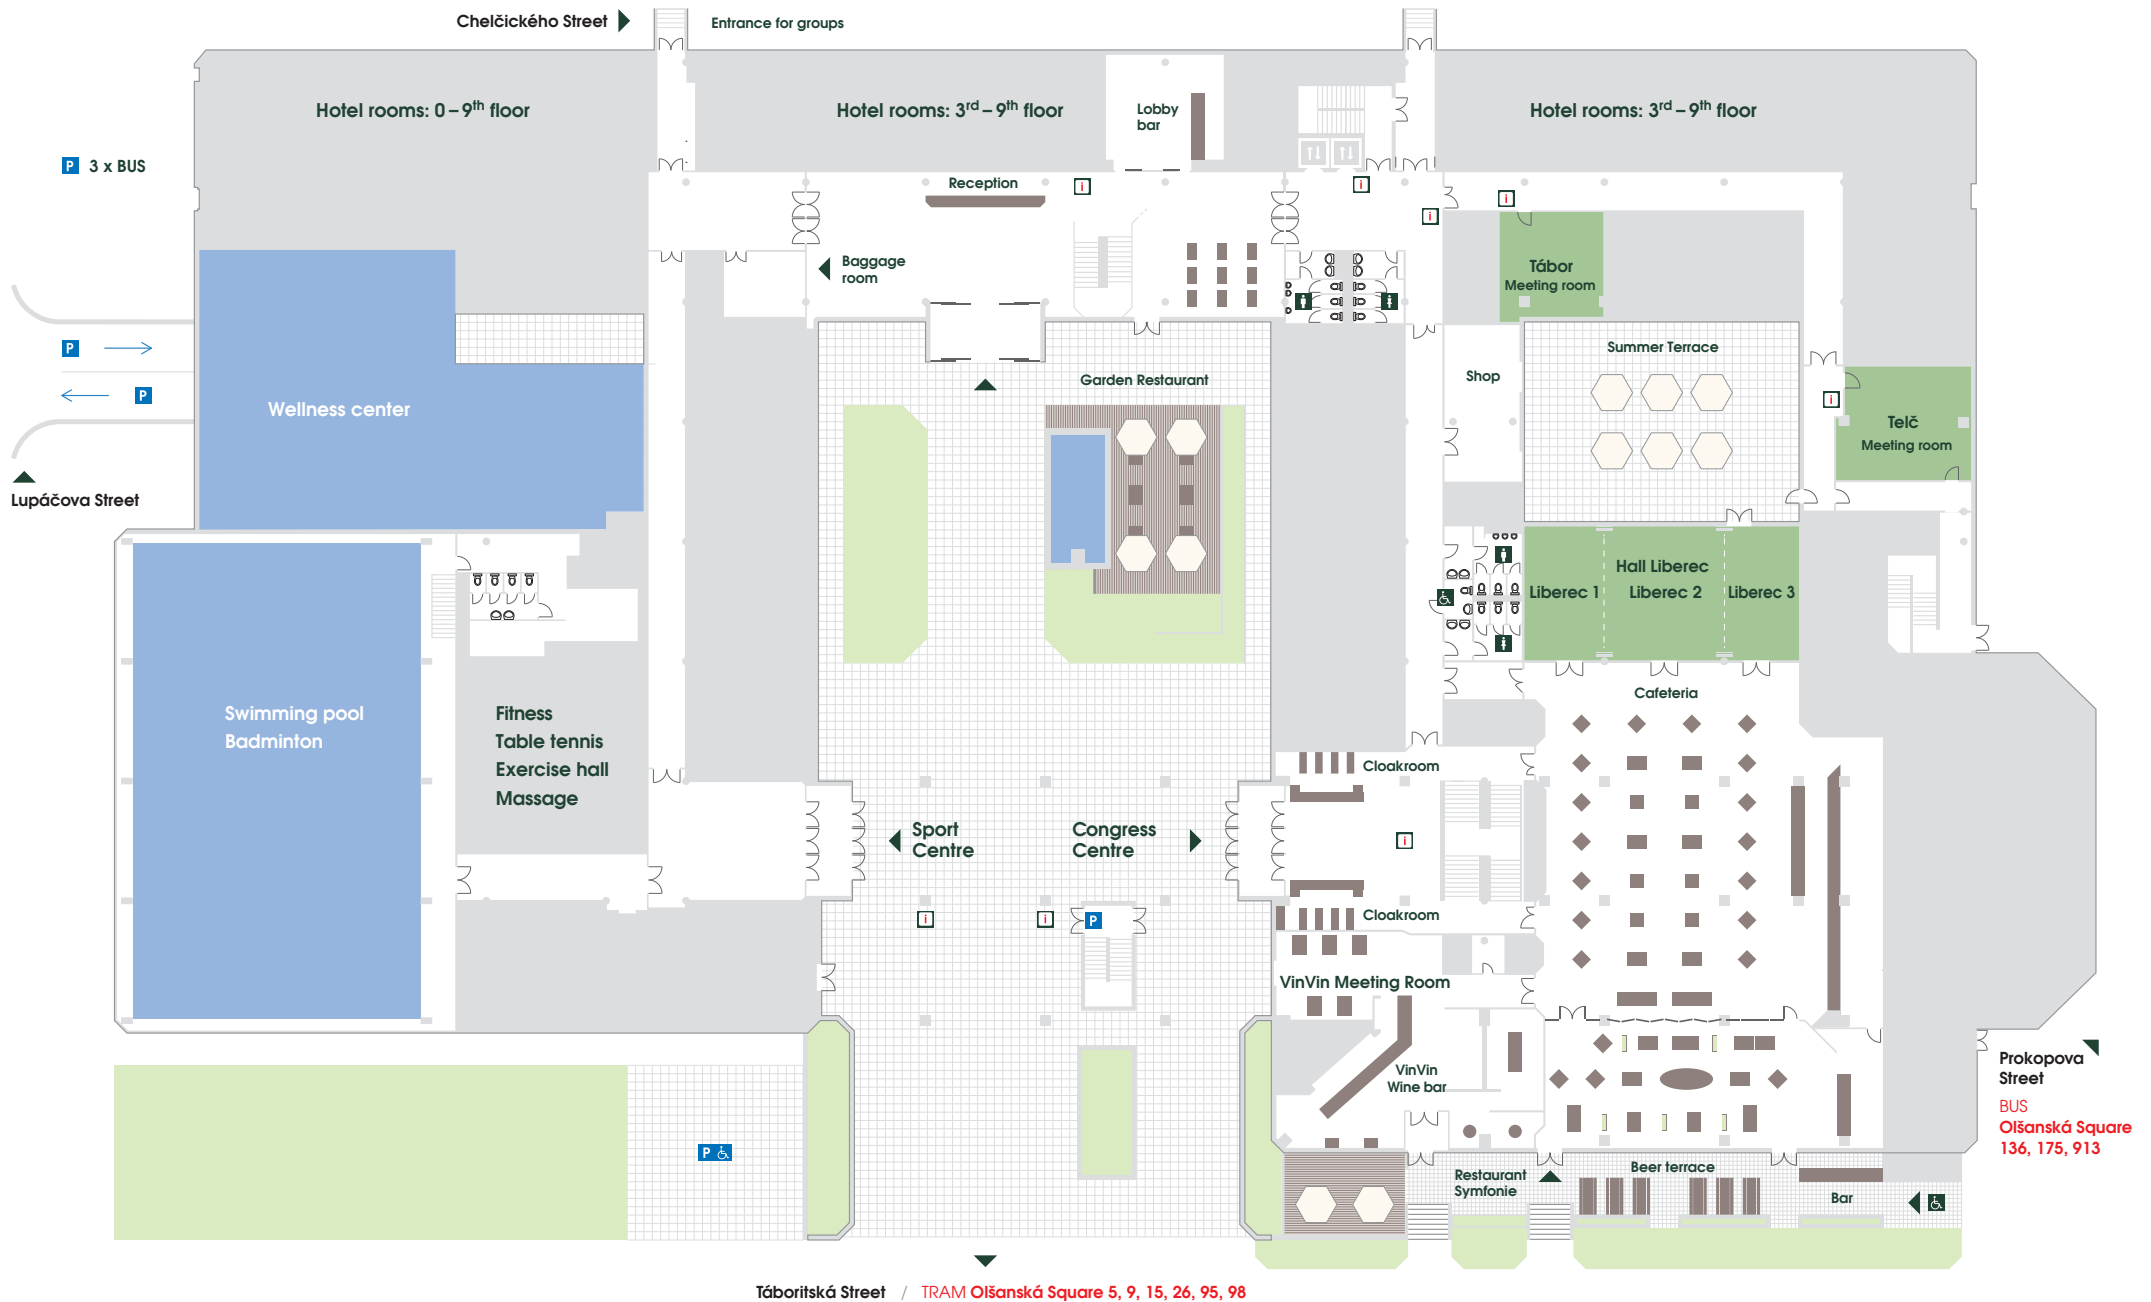 Chelčického Street
Entrance for groups
Hotel rooms: 0 – 9th floor
Hotel rooms: 3rd – 9th floor
Lobby
bar
Hotel rooms: 3rd – 9th floor
P 3 x BUS
Reception
i
i
i
i
Baggage
room
Tábor
Meeting room
P
P
Summer Terrace
Shop
Garden Restaurant
i
Telč
Meeting room
Wellness center
Lupáčova Street
Hall Liberec
Liberec 1
Liberec 2
Liberec 3
Cafeteria
Swimming pool
Badminton
Fitness
Table tennis
Exercise hall
Massage
Cloakroom
Sport
Centre
Congress
Centre
i
i
i
P
Cloakroom
VinVin Meeting Room
VinVin
Wine bar
Prokopova
Street
BUS
Olšanská Square
136, 175, 913
P
Restaurant
Symfonie
Beer terrace
Bar
Táboritská Street / TRAM Olšanská Square 5, 9, 15, 26, 95, 98